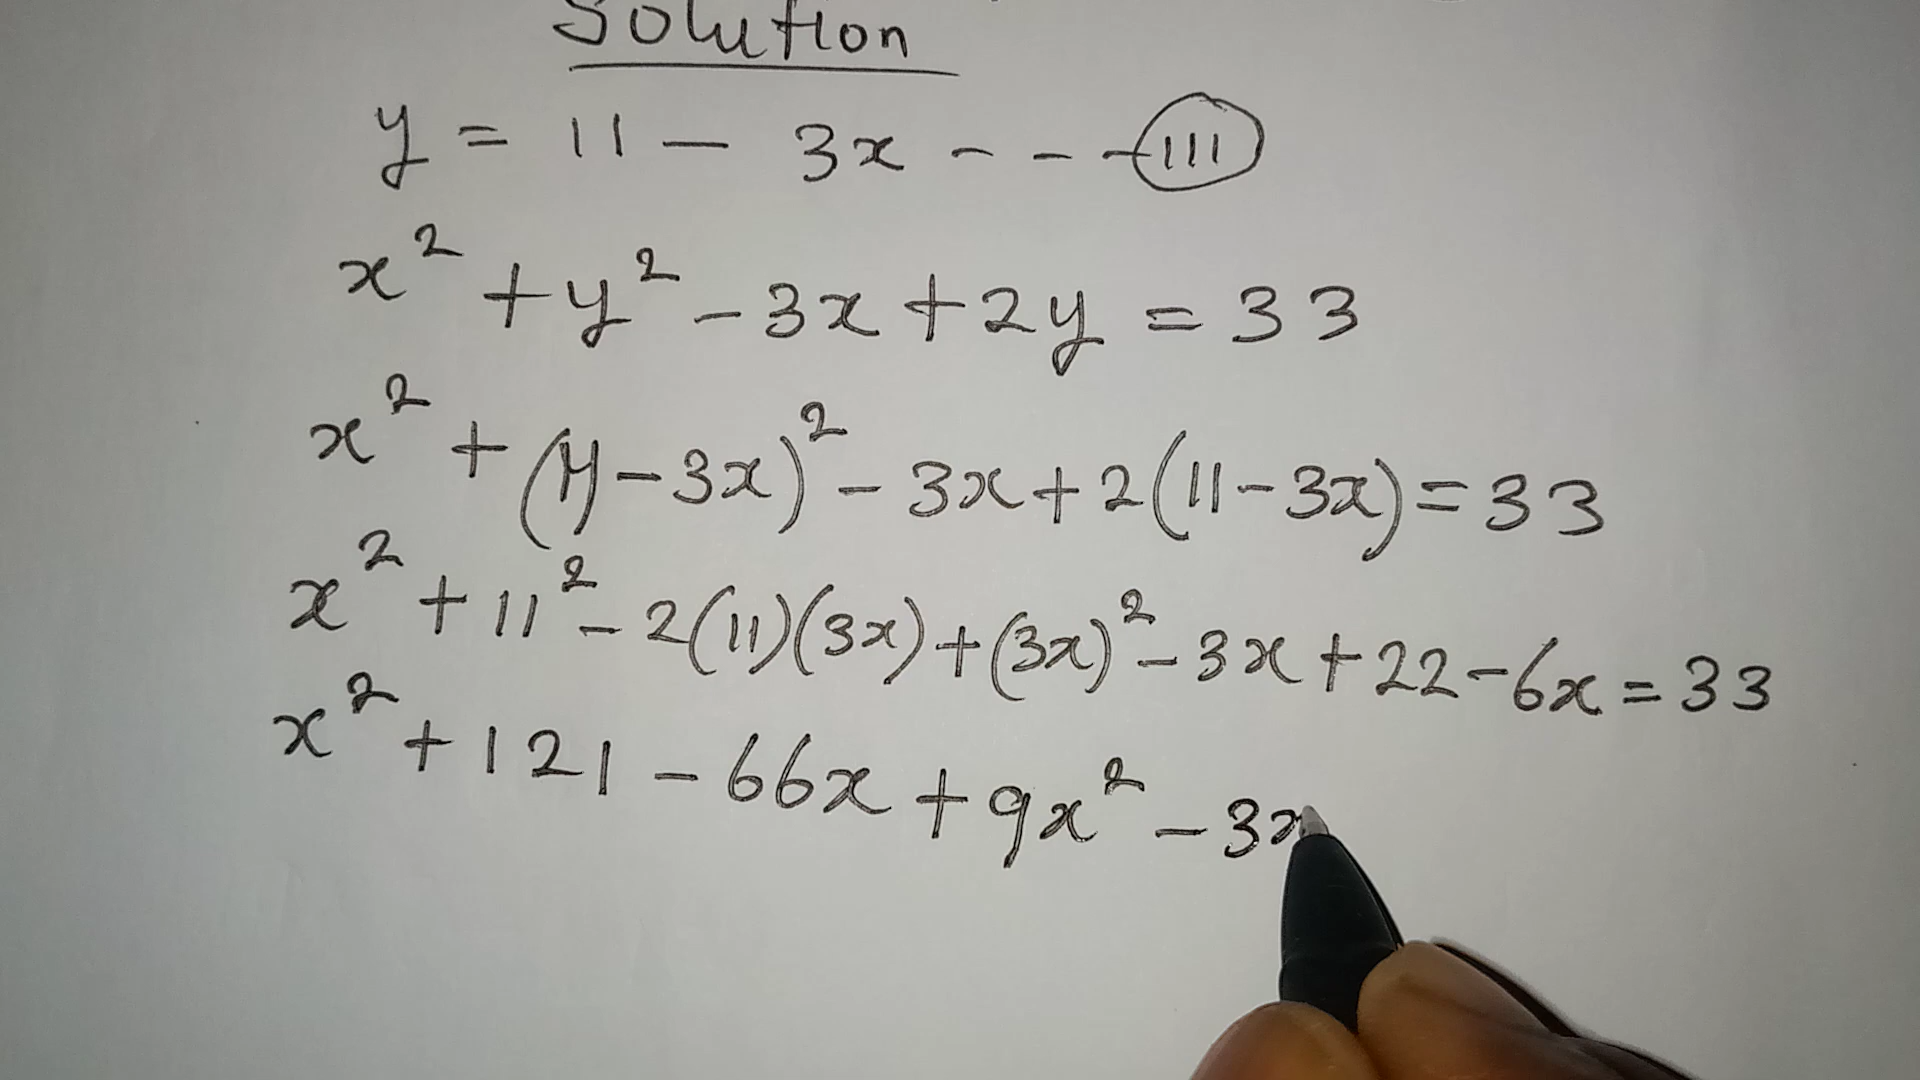 Solution
y = 11 - 3x - - - (111)
x² + y² - 3x + 2y = 33
x² + (11 - 3x)² - 3x + 2(11 - 3x) = 33
x² + 11² - 2(11)(3x) + (3x)² - 3x + 22 - 6x = 33
x² + 121 - 66x + 9x² - 3x